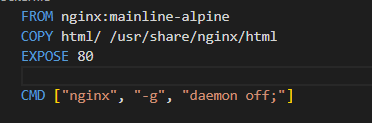 FROM nginx:mainline-alpine
COPY html/ /usr/share/nginx/html
EXPOSE 80
CMD ["nginx", "-g", "daemon off;"]